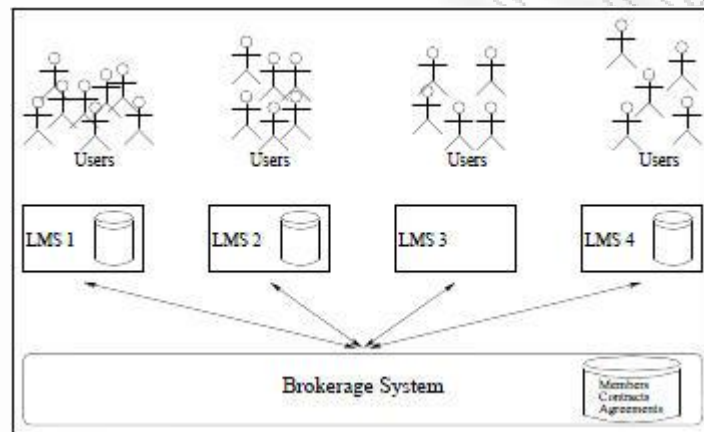 Users Users Users Users
LMS 1 LMS 2 LMS 3 LMS 4
Brokerage System
Members
Contracts
Agreements